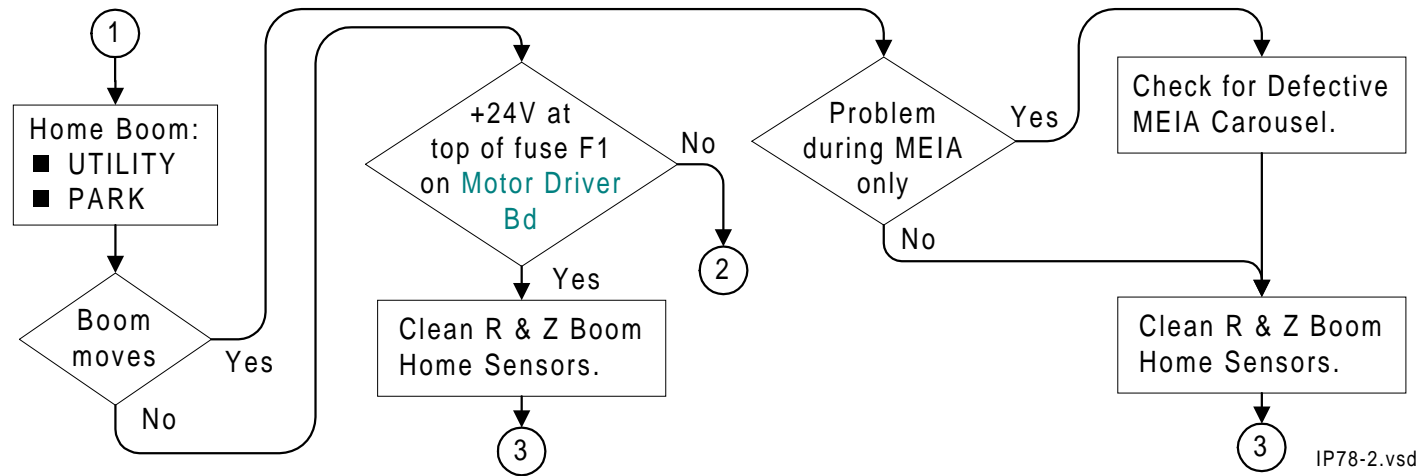 1
Home Boom:
■ UTILITY
■ PARK
Boom
moves
Yes
No
+24V at
top of fuse F1
on Motor Driver
Bd
No
2
Yes
Clean R & Z Boom
Home Sensors.
3
Problem
during MEIA
only
Yes
No
Check for Defective
MEIA Carousel.
Clean R & Z Boom
Home Sensors.
3
IP78-2.vsd